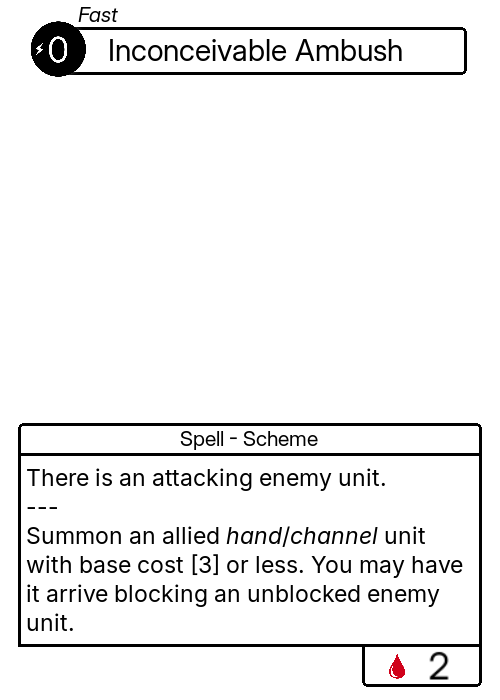 Fast
0 Inconceivable Ambush
Spell - Scheme
There is an attacking enemy unit.
---
Summon an allied hand/channel unit
with base cost [3] or less. You may have
it arrive blocking an unblocked enemy
unit.
2